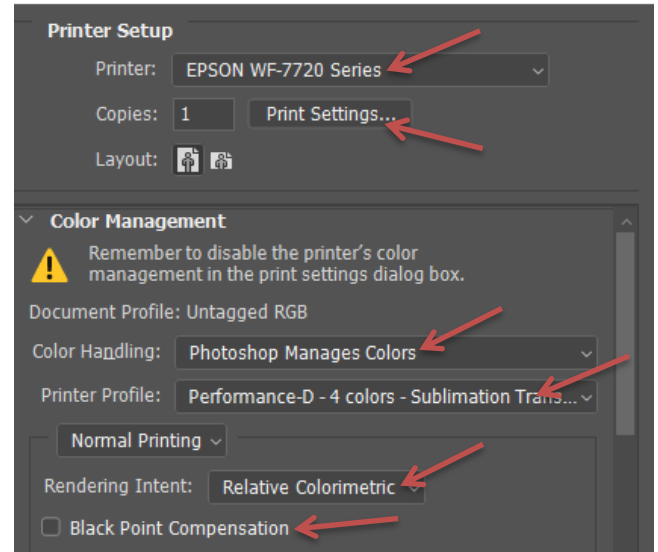 Printer Setup
Printer: EPSON WF-7720 Series
Copies: 1 Print Settings...
Layout:
Color Management
Remember to disable the printer's color
management in the print settings dialog box.
Document Profile: Untagged RGB
Color Handling: Photoshop Manages Colors
Printer Profile: Performance-D - 4 colors - Sublimation Trans...
Normal Printing
Rendering Intent: Relative Colorimetric
Black Point Compensation